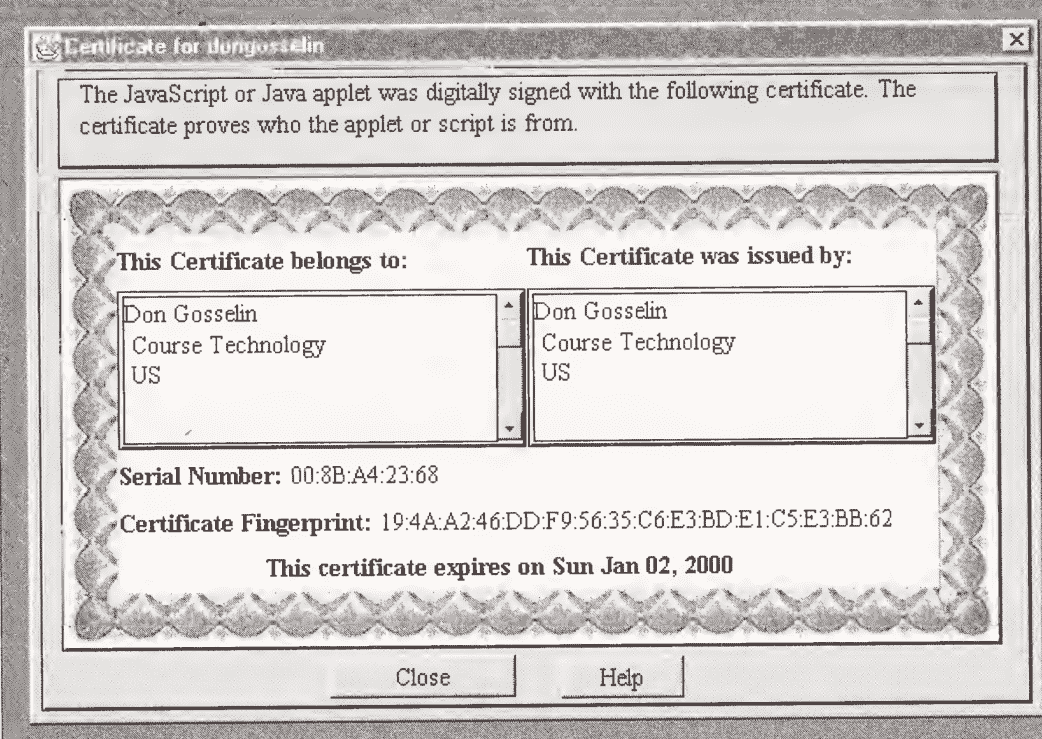 Certificate for dongosselin
The JavaScript or Java applet was digitally signed with the following certificate. The
certificate proves who the applet or script is from.
This Certificate belongs to:
This Certificate was issued by:
Don Gosselin
Course Technology
US
Don Gosselin
Course Technology
US
Serial Number: 00:8B:A4:23:68
Certificate Fingerprint: 19:4A:A2:46:DD:F9:56:35:C6:E3:BD:E1:C5:E3:BB:62
This certificate expires on Sun Jan 02, 2000
Close
Help